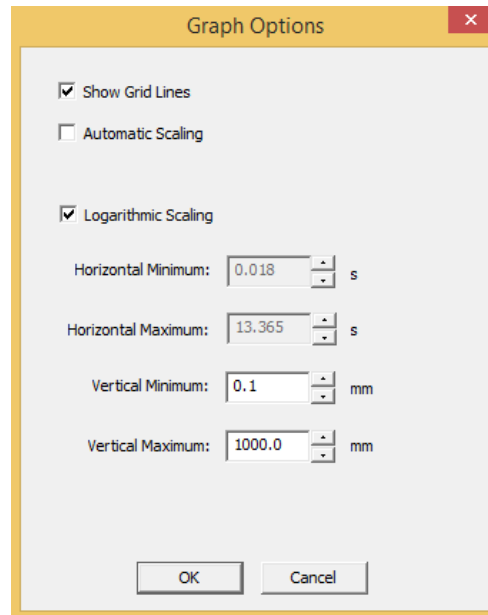 Graph Options
Show Grid Lines
Automatic Scaling
Logarithmic Scaling
Horizontal Minimum: 0.018 s
Horizontal Maximum: 13.365 s
Vertical Minimum: 0.1 mm
Vertical Maximum: 1000.0 mm
OK Cancel